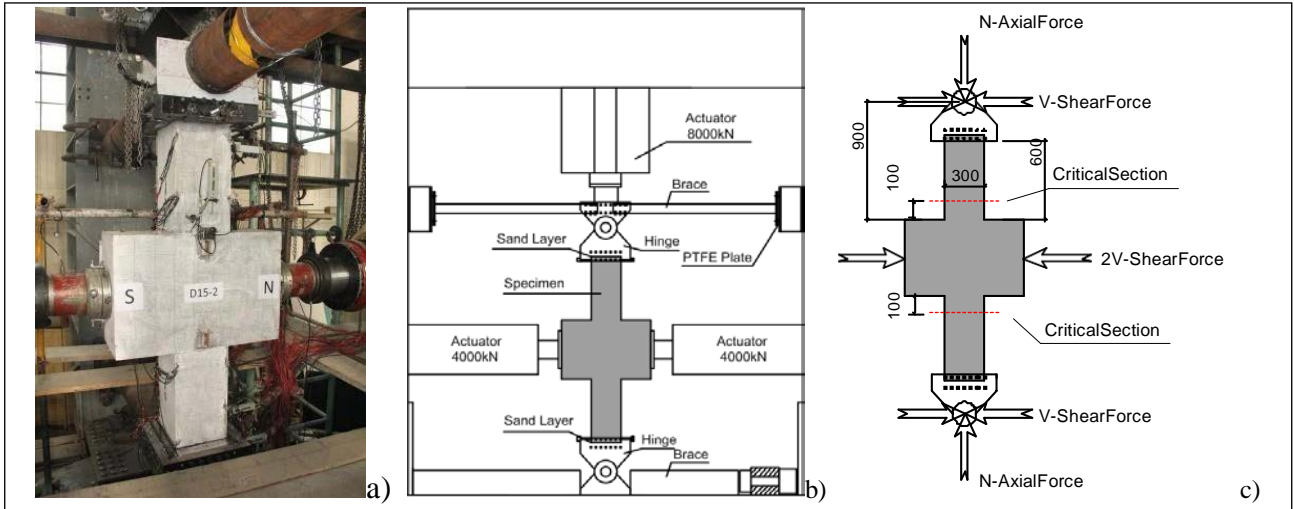 S
D15-2
N
a)
Actuator
8000kN
Brace
Sand Layer
Hinge
PTFE Plate
Specimen
Actuator
4000kN
Actuator
4000kN
Sand Layer
Hinge
Brace
b)
N-AxialForce
V-ShearForce
900
600
100
300
CriticalSection
2V-ShearForce
100
CriticalSection
V-ShearForce
N-AxialForce
c)